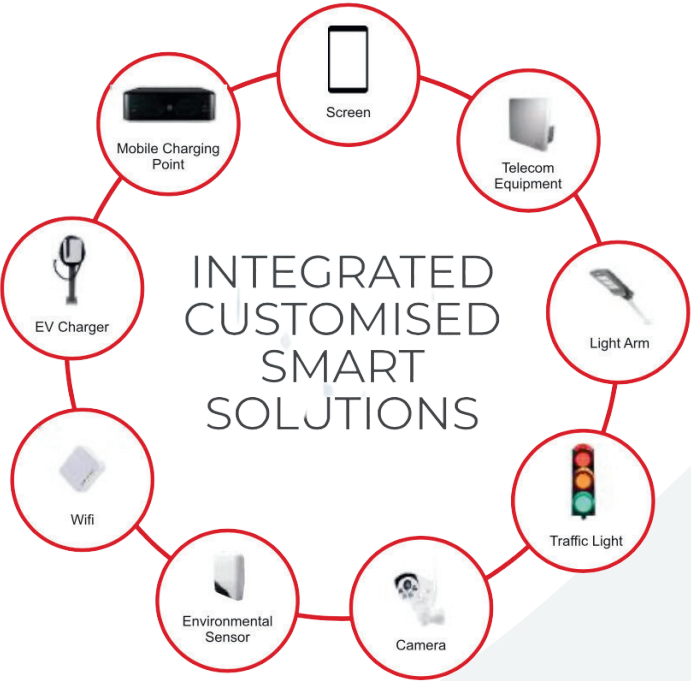 Screen
Mobile Charging
Point
Telecom
Equipment
INTEGRATED
CUSTOMISED
SMART
SOLUTIONS
EV Charger
Light Arm
Wifi
Traffic Light
Environmental
Sensor
Camera